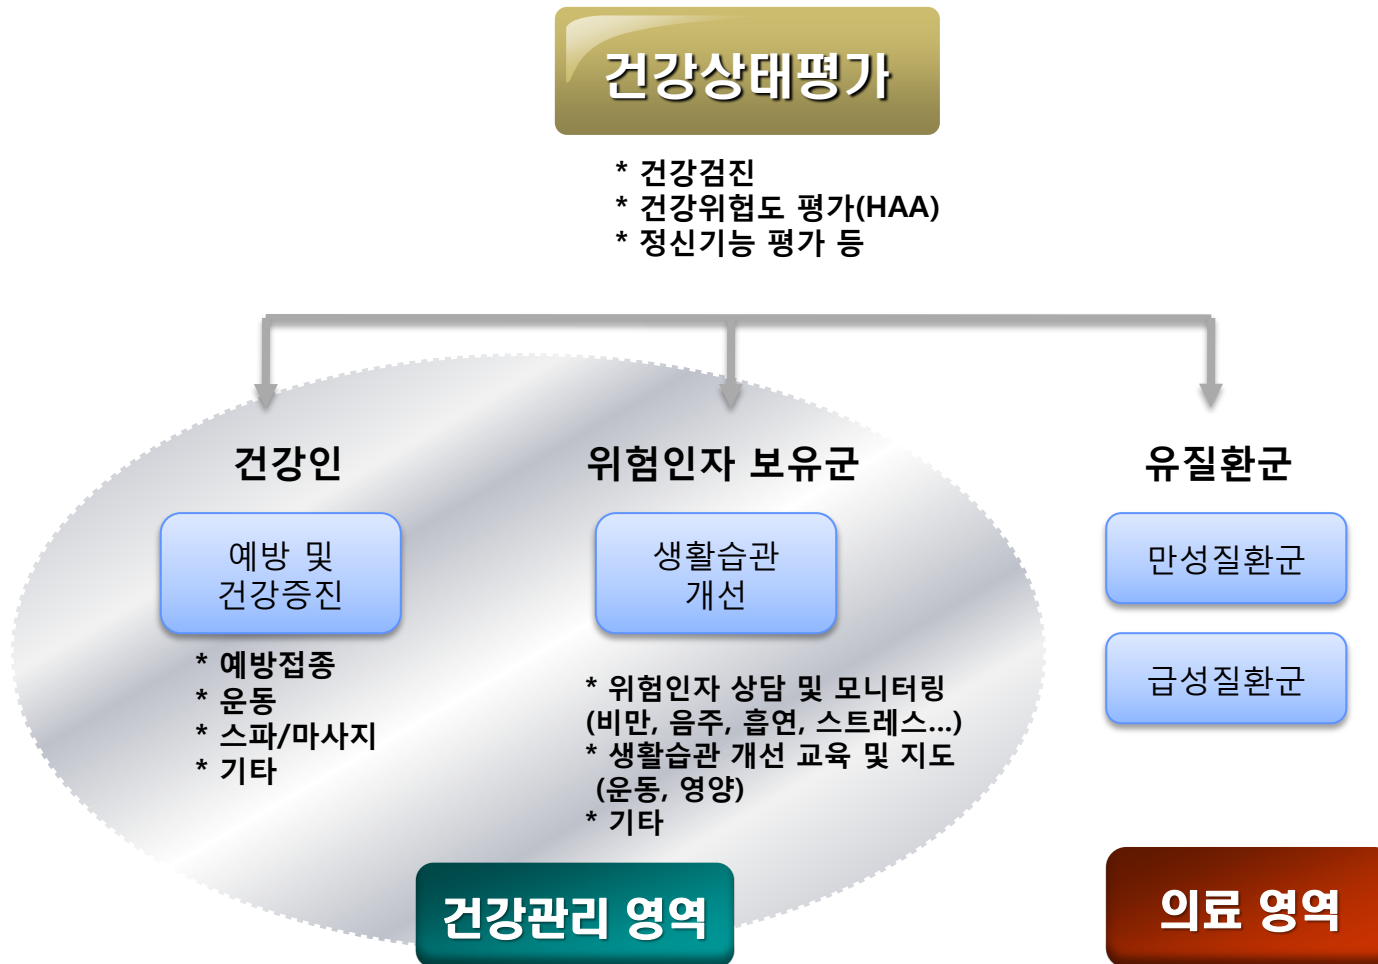 건강상태평가
* 건강검진
* 건강위험도 평가(HAA)
* 정신기능 평가 등
건강인
예방 및
건강증진
* 예방접종
* 운동
* 스파/마사지
* 기타
위험인자 보유군
생활습관
개선
* 위험인자 상담 및 모니터링
(비만, 음주, 흡연, 스트레스...)
* 생활습관 개선 교육 및 지도
(운동, 영양)
* 기타
유질환군
만성질환군
급성질환군
건강관리 영역
의료 영역